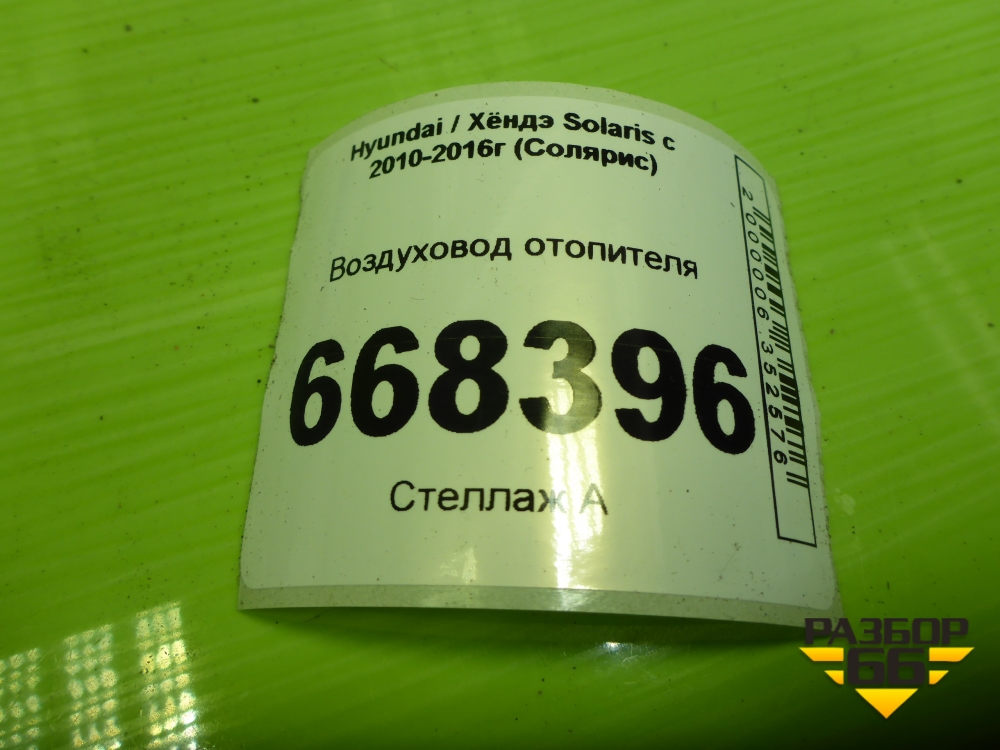 Hyundai / Хёндэ Solaris с
2010-2016г (Солярис)
Воздуховод отопителя
668396
Стеллаж А
2000006352576
РАЗБОР
66